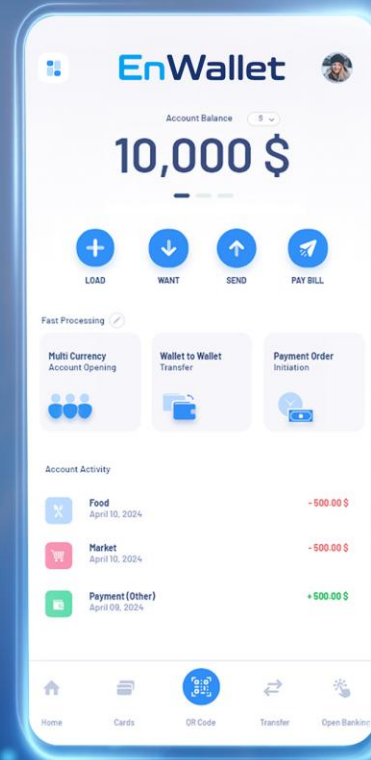 EnWallet
Account Balance $
10,000 $
LOAD WANT SEND PAY BILL
Fast Processing
Multi Currency
Account Opening
Wallet to Wallet
Transfer
Payment Order
Initiation
Account Activity
Food
April 10, 2024
- 500.00 $
Market
April 10, 2024
- 500.00 $
Payment (Other)
April 09, 2024
+ 500.00 $
Home Cards QR Code Transfer Open Banking